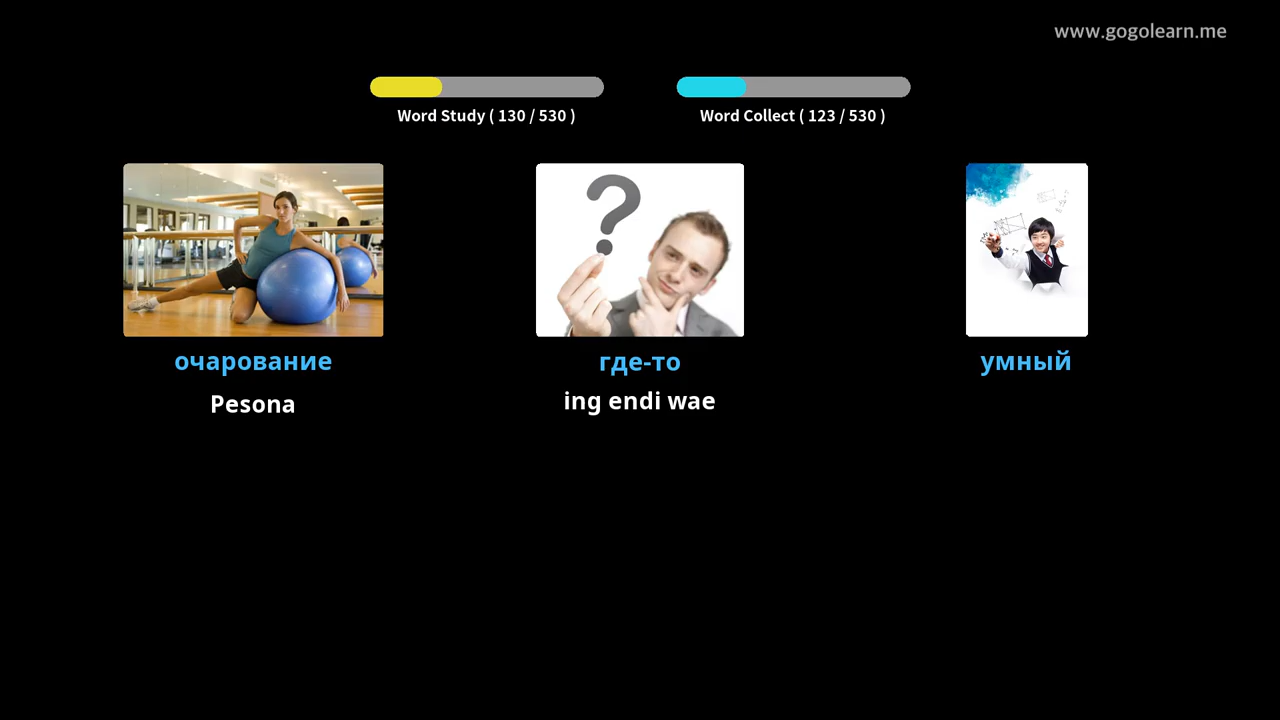 www.gogolearn.me
Word Study ( 130 / 530 )
Word Collect ( 123 / 530 )
очарование
Pesona
где-то
ing endi wae
умный